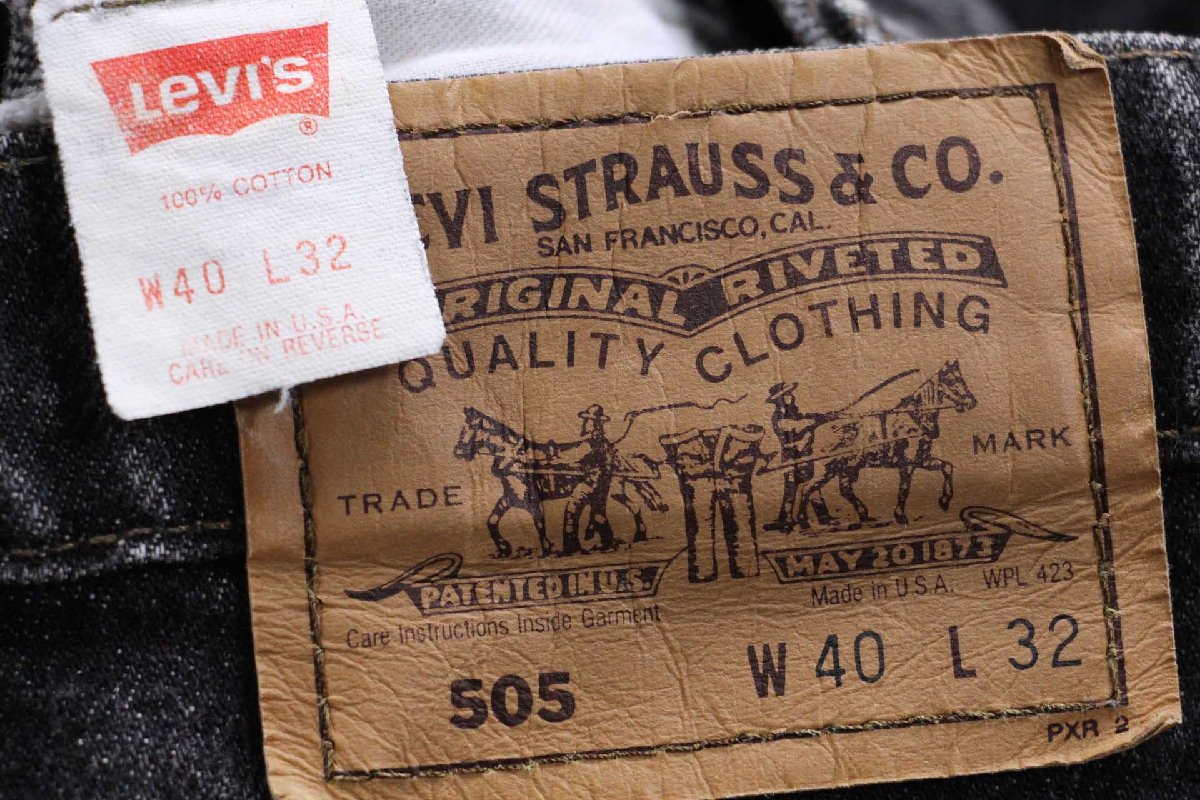 Levi's
®
100% COTTON
W40 L32
MADE IN U.S.A.
CARE IN REVERSE
STRAUSS & CO.
SAN FRANCISCO, CAL.
RIVETED
QUALITY CLOTHING
TRADE MARK
PATENTED IN U.S. MAY 20 1873
Made in U.S.A. WPL 423
Care Instructions Inside Garment
505 W 40 L 32
PXR 2